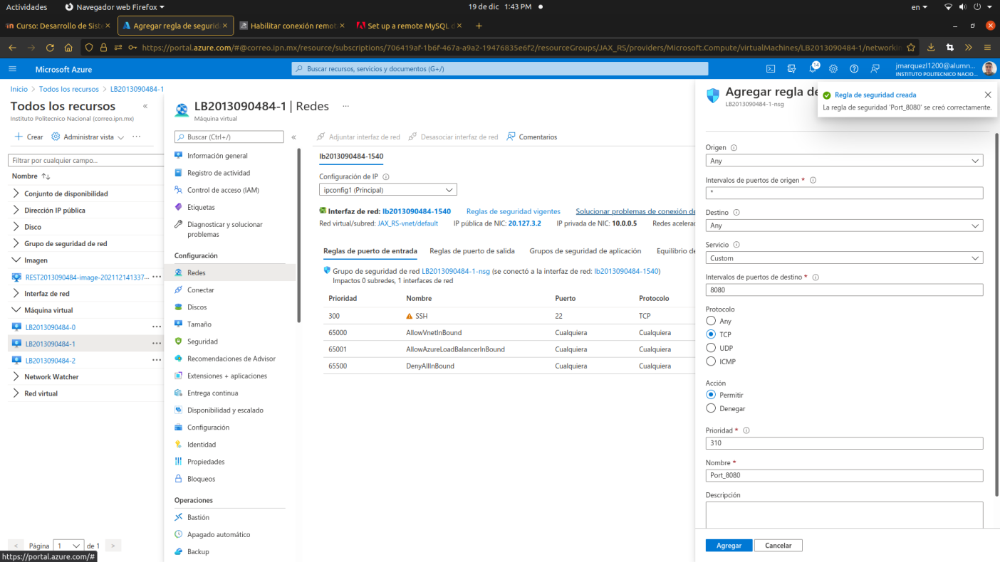 Actividades
Navegador web Firefox
19 de dic 1:43 PM
en
Curso: Desarrollo de Siste
Agregar regla de segurida
Habilitar conexión remot
Set up a remote MySQL d
https://portal.azure.com/#@correo.ipn.mx/resource/subscriptions/706419af-1b6f-467a-a9a2-19476835e6f2/resourceGroups/JAX_RS/providers/Microsoft.Compute/virtualMachines/LB2013090484-1/networkin
Microsoft Azure
Buscar recursos, servicios y documentos (G+/)
14
jmarquezl1200@alumn...
INSTITUTO POLITECNICO NACIO...
Inicio > Todos los recursos > LB2013090484-1
Todos los recursos
Instituto Politecnico Nacional (correo.ipn.mx)
Crear
Administrar vista
Filtrar por cualquier campo...
Nombre
Conjunto de disponibilidad
Dirección IP pública
Disco
Grupo de seguridad de red
Imagen
REST2013090484-image-202112141337...
Interfaz de red
Máquina virtual
LB2013090484-0
LB2013090484-1
LB2013090484-2
Network Watcher
Red virtual
< Página 1 de 1 >
https://portal.azure.com/#
LB2013090484-1 | Redes ...
Máquina virtual
Buscar (Ctrl+/)
Información general
Registro de actividad
Control de acceso (IAM)
Etiquetas
Diagnosticar y solucionar
problemas
Configuración
Redes
Conectar
Discos
Tamaño
Seguridad
Recomendaciones de Advisor
Extensiones + aplicaciones
Entrega continua
Disponibilidad y escalado
Configuración
Identidad
Propiedades
Bloqueos
Operaciones
Bastión
Apagado automático
Backup
Adjuntar interfaz de red
Desasociar interfaz de red
Comentarios
lb2013090484-1540
Configuración de IP
ipconfig1 (Principal)
Interfaz de red: lb2013090484-1540
Reglas de seguridad vigentes
Solucionar problemas de conexión de
Red virtual/subred: JAX_RS-vnet/default
IP pública de NIC: 20.127.3.2
IP privada de NIC: 10.0.0.5
Redes acelerac
Reglas de puerto de entrada
Reglas de puerto de salida
Grupos de seguridad de aplicación
Equilibrio de
Grupo de seguridad de red LB2013090484-1-nsg (se conectó a la interfaz de red: lb2013090484-1540)
Impactos 0 subredes, 1 interfaces de red
Prioridad Nombre Puerto Protocolo
300 SSH 22 TCP
65000 AllowVnetInBound Cualquiera Cualquiera
65001 AllowAzureLoadBalancerInBound Cualquiera Cualquiera
65500 DenyAllInBound Cualquiera Cualquiera
Agregar regla de
LB2013090484-1-nsg
Regla de seguridad creada
La regla de seguridad 'Port_8080' se creó correctamente.
Origen
Any
Intervalos de puertos de origen *
*
Destino
Any
Servicio
Custom
Intervalos de puertos de destino *
8080
Protocolo
Any
TCP
UDP
ICMP
Acción
Permitir
Denegar
Prioridad *
310
Nombre *
Port_8080
Descripción
Agregar
Cancelar